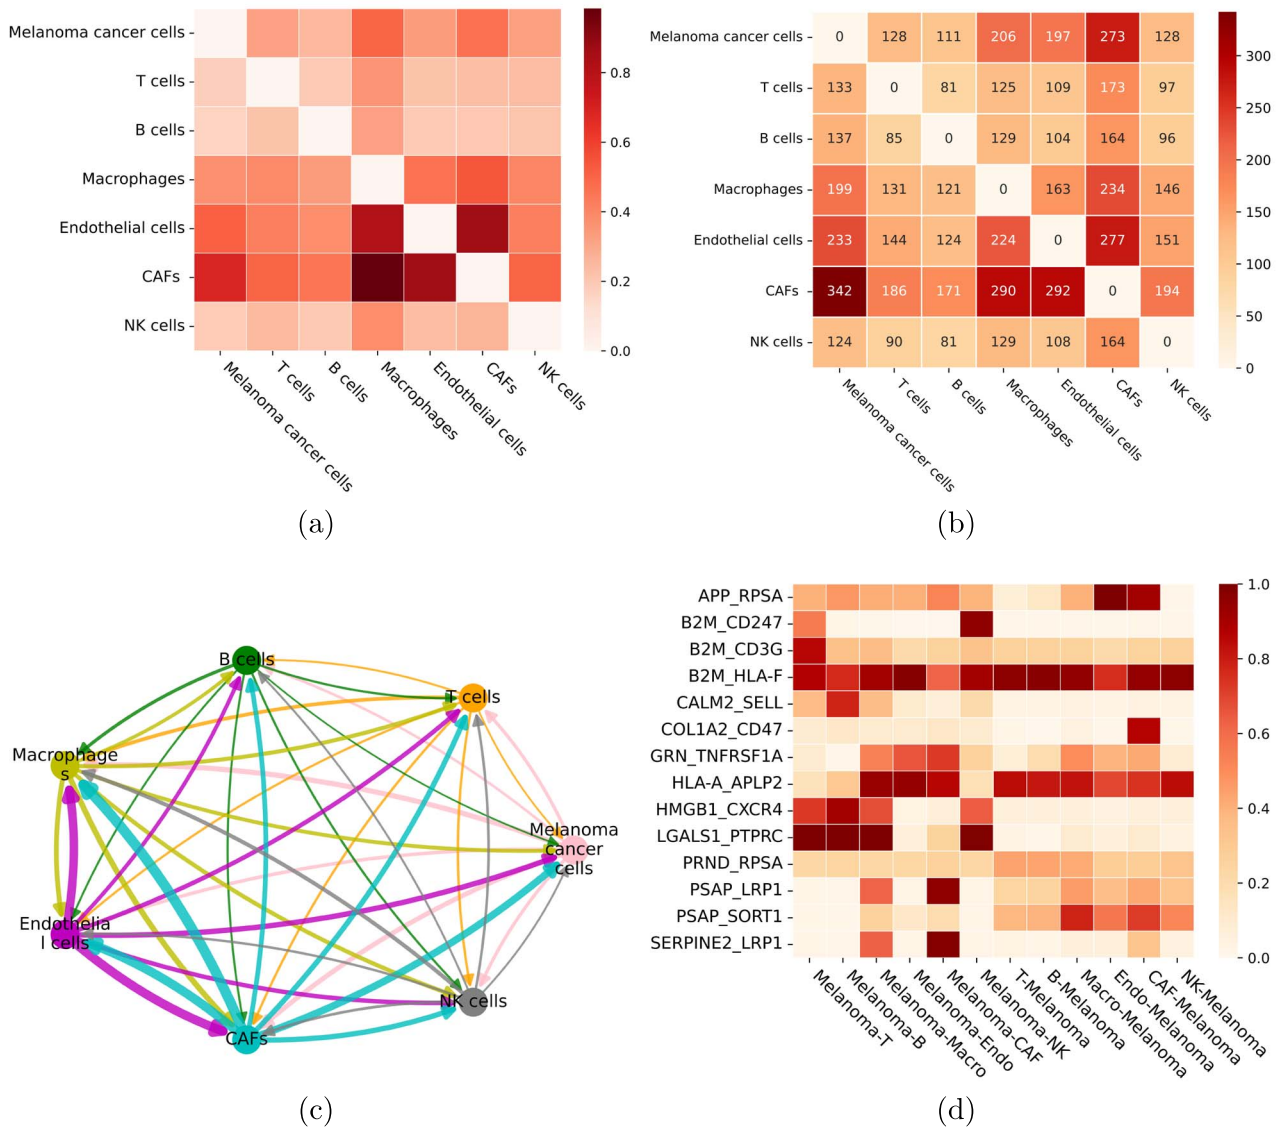 Melanoma cancer cells
T cells
B cells
Macrophages
Endothelial cells
CAFs
NK cells
Melanoma cancer cells
T cells
B cells
Macrophages
Endothelial cells
CAFs
NK cells
0.8
0.6
0.4
0.2
0.0
(a)
Melanoma cancer cells 0 128 111 206 197 273 128
T cells 133 0 81 125 109 173 97
B cells 137 85 0 129 104 164 96
Macrophages 199 131 121 0 163 234 146
Endothelial cells 233 144 124 224 0 277 151
CAFs 342 186 171 290 292 0 194
NK cells 124 90 81 129 108 164 0
Melanoma cancer cells
T cells
B cells
Macrophages
Endothelial cells
CAFs
NK cells
300
250
200
150
100
50
0
(b)
B cells
T cells
Macrophage
s
Melanoma
cancer
cells
Endothelia
l cells
NK cells
CAFs
(c)
APP_RPSA
B2M_CD247
B2M_CD3G
B2M_HLA-F
CALM2_SELL
COL1A2_CD47
GRN_TNFRSF1A
HLA-A_APLP2
HMGB1_CXCR4
LGALS1_PTPRC
PRND_RPSA
PSAP_LRP1
PSAP_SORT1
SERPINE2_LRP1
Melanoma-T
Melanoma-B
Melanoma-Macro
Melanoma-Endo
Melanoma-CAF
Melanoma-NK
T-Melanoma
B-Melanoma
Macro-Melanoma
Endo-Melanoma
CAF-Melanoma
NK-Melanoma
1.0
0.8
0.6
0.4
0.2
0.0
(d)